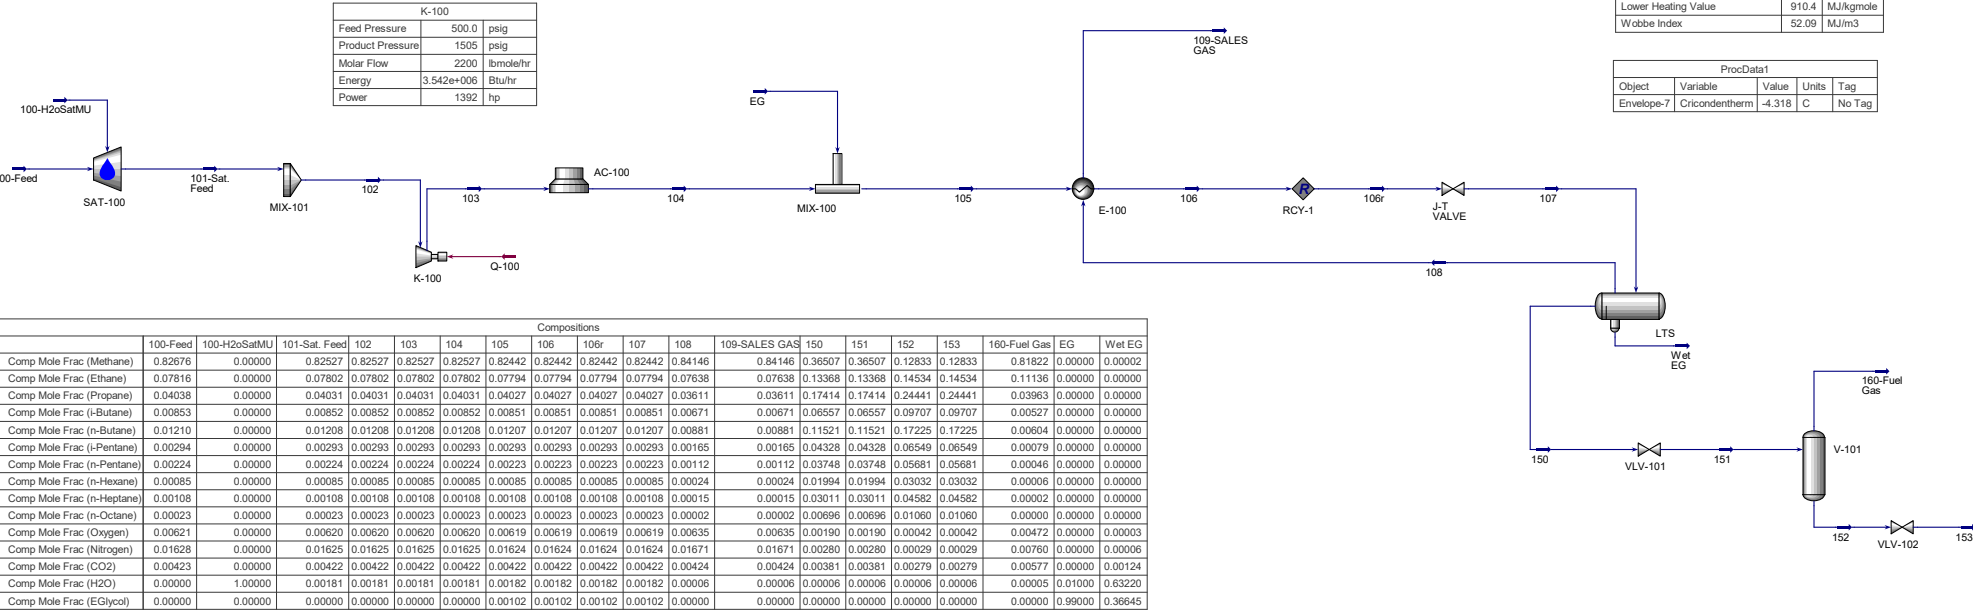 K-100
Feed Pressure 500.0 psig
Product Pressure 1505 psig
Molar Flow 2200 lbmole/hr
Energy 3.542e+006 Btu/hr
Power 1392 hp
Lower Heating Value 910.4 MJ/kgmole
Wobbe Index 52.09 MJ/m3
ProcData1
Object Variable Value Units Tag
Envelope-7 Cricondentherm -4.318 C No Tag
109-SALES
GAS
100-H2oSatMU
EG
00-Feed
SAT-100
101-Sat.
Feed
MIX-101
102
103
AC-100
104
MIX-100
105
E-100
106
R
RCY-1
106r
J-T
VALVE
107
K-100
Q-100
108
LTS
Wet
EG
160-Fuel
Gas
150
VLV-101
151
V-101
152
VLV-102
153
Compositions
100-Feed 100-H2oSatMU 101-Sat. Feed 102 103 104 105 106 106r 107 108 109-SALES GAS 150 151 152 153 160-Fuel Gas EG Wet EG
Comp Mole Frac (Methane) 0.82676 0.00000 0.82527 0.82527 0.82527 0.82527 0.82442 0.82442 0.82442 0.82442 0.84146 0.84146 0.36507 0.36507 0.12833 0.12833 0.81822 0.00000 0.00002
Comp Mole Frac (Ethane) 0.07816 0.00000 0.07802 0.07802 0.07802 0.07802 0.07794 0.07794 0.07794 0.07794 0.07638 0.07638 0.13368 0.13368 0.14534 0.14534 0.11136 0.00000 0.00000
Comp Mole Frac (Propane) 0.04038 0.00000 0.04031 0.04031 0.04031 0.04031 0.04027 0.04027 0.04027 0.04027 0.03611 0.03611 0.17414 0.17414 0.24441 0.24441 0.03963 0.00000 0.00000
Comp Mole Frac (i-Butane) 0.00853 0.00000 0.00852 0.00852 0.00852 0.00852 0.00851 0.00851 0.00851 0.00851 0.00671 0.00671 0.06557 0.06557 0.09707 0.09707 0.00527 0.00000 0.00000
Comp Mole Frac (n-Butane) 0.01210 0.00000 0.01208 0.01208 0.01208 0.01208 0.01207 0.01207 0.01207 0.01207 0.00881 0.00881 0.11521 0.11521 0.17225 0.17225 0.00604 0.00000 0.00000
Comp Mole Frac (i-Pentane) 0.00294 0.00000 0.00293 0.00293 0.00293 0.00293 0.00293 0.00293 0.00293 0.00293 0.00165 0.00165 0.04328 0.04328 0.06549 0.06549 0.00079 0.00000 0.00000
Comp Mole Frac (n-Pentane) 0.00224 0.00000 0.00224 0.00224 0.00224 0.00224 0.00223 0.00223 0.00223 0.00223 0.00112 0.00112 0.03748 0.03748 0.05681 0.05681 0.00046 0.00000 0.00000
Comp Mole Frac (n-Hexane) 0.00085 0.00000 0.00085 0.00085 0.00085 0.00085 0.00085 0.00085 0.00085 0.00085 0.00024 0.00024 0.01994 0.01994 0.03032 0.03032 0.00006 0.00000 0.00000
Comp Mole Frac (n-Heptane) 0.00108 0.00000 0.00108 0.00108 0.00108 0.00108 0.00108 0.00108 0.00108 0.00108 0.00015 0.00015 0.03011 0.03011 0.04582 0.04582 0.00002 0.00000 0.00000
Comp Mole Frac (n-Octane) 0.00023 0.00000 0.00023 0.00023 0.00023 0.00023 0.00023 0.00023 0.00023 0.00023 0.00002 0.00002 0.00696 0.00696 0.01060 0.01060 0.00000 0.00000 0.00000
Comp Mole Frac (Oxygen) 0.00621 0.00000 0.00620 0.00620 0.00620 0.00620 0.00619 0.00619 0.00619 0.00619 0.00635 0.00635 0.00190 0.00190 0.00042 0.00042 0.00472 0.00000 0.00003
Comp Mole Frac (Nitrogen) 0.01628 0.00000 0.01625 0.01625 0.01625 0.01625 0.01624 0.01624 0.01624 0.01624 0.01671 0.01671 0.00280 0.00280 0.00029 0.00029 0.00760 0.00000 0.00006
Comp Mole Frac (CO2) 0.00423 0.00000 0.00422 0.00422 0.00422 0.00422 0.00422 0.00422 0.00422 0.00422 0.00424 0.00424 0.00381 0.00381 0.00279 0.00279 0.00577 0.00000 0.00124
Comp Mole Frac (H2O) 0.00000 1.00000 0.00181 0.00181 0.00181 0.00181 0.00182 0.00182 0.00182 0.00182 0.00006 0.00006 0.00006 0.00006 0.00006 0.00006 0.00005 0.01000 0.63220
Comp Mole Frac (EGlycol) 0.00000 0.00000 0.00000 0.00000 0.00000 0.00000 0.00102 0.00102 0.00102 0.00102 0.00000 0.00000 0.00000 0.00000 0.00000 0.00000 0.00000 0.99000 0.36645